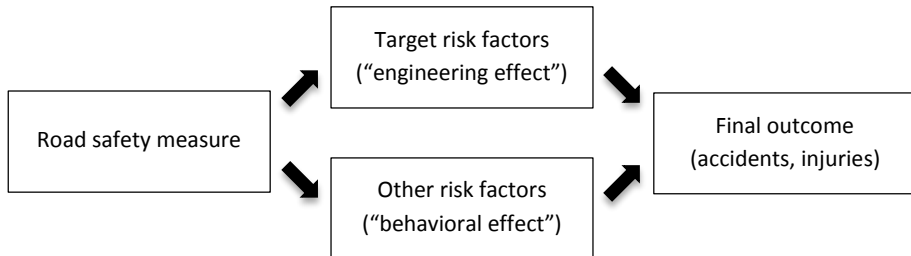 Road safety measure
Target risk factors
(“engineering effect”)
Other risk factors
(“behavioral effect”)
Final outcome
(accidents, injuries)